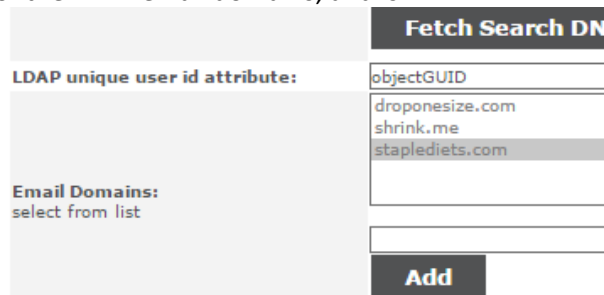 Fetch Search DN
LDAP unique user id attribute:
objectGUID
droponesize.com
shrink.me
staplediets.com
Email Domains:
select from list
Add